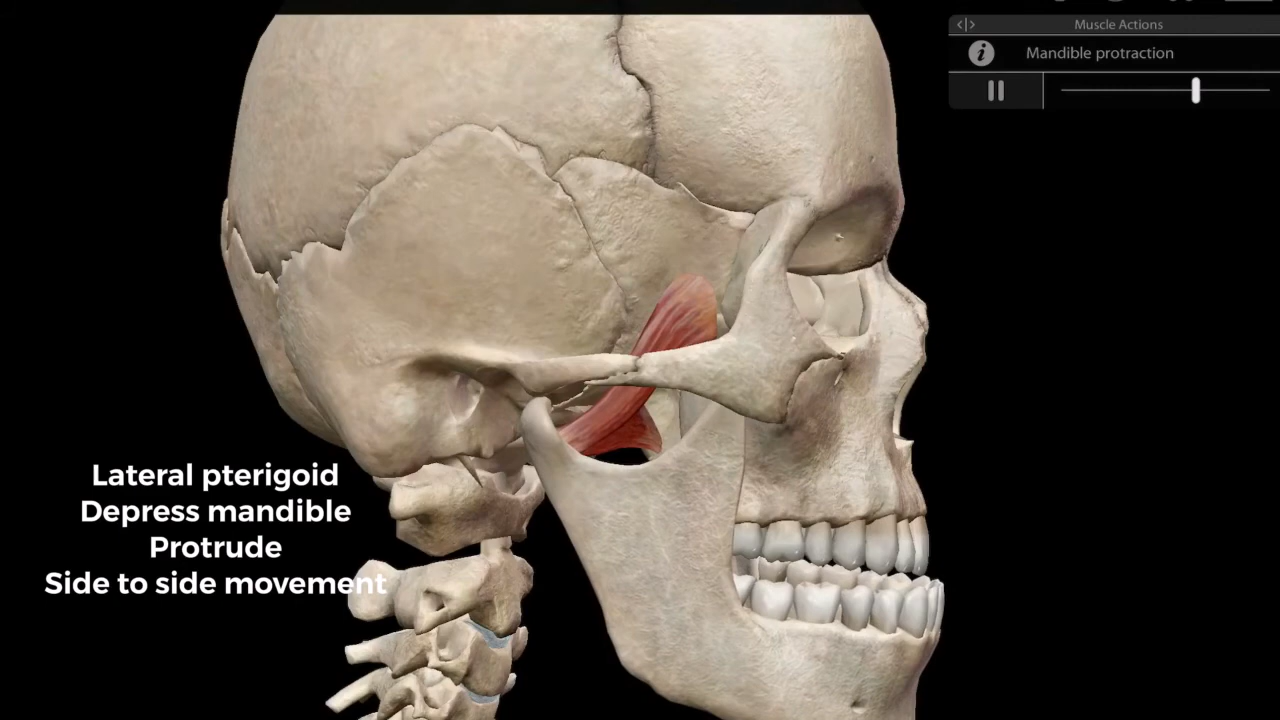 Muscle Actions
Mandible protraction
Lateral pterigoid
Depress mandible
Protrude
Side to side movement